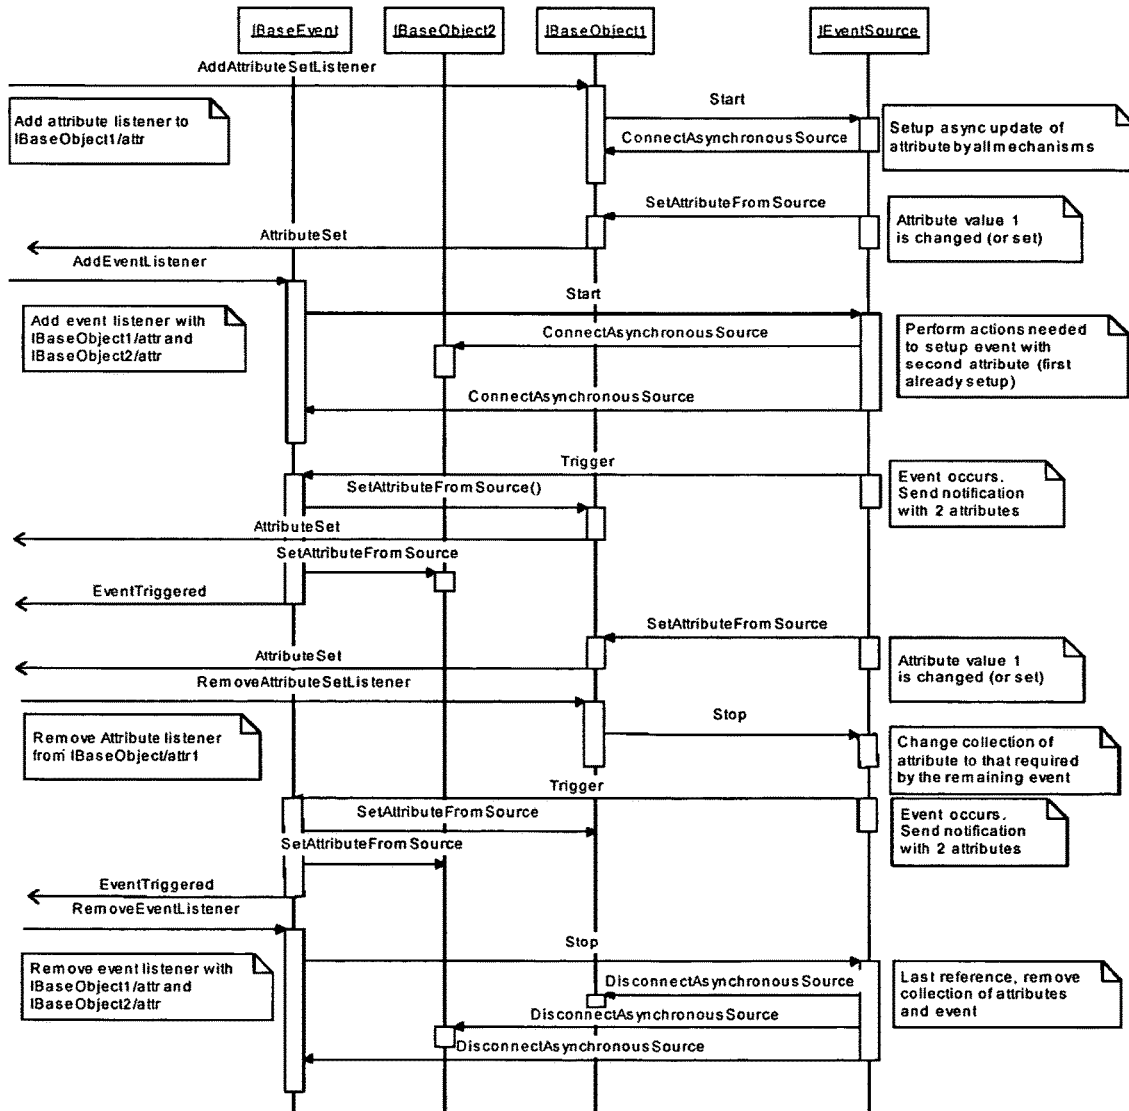 IBaseEvent
IBaseObject2
IBaseObject1
IEventSource
AddAttributeSetListener
Add attribute listener to
IBaseObject1/attr
Start
ConnectAsynchronousSource
Setup async update of
attribute by all mechanisms
SetAttributeFromSource
Attribute value 1
is changed (or set)
AttributeSet
AddEventListener
Add event listener with
IBaseObject1/attr and
IBaseObject2/attr
Start
ConnectAsynchronousSource
Perform actions needed
to setup event with
second attribute (first
already setup)
ConnectAsynchronousSource
Trigger
Event occurs.
Send notification
with 2 attributes
SetAttributeFromSource()
AttributeSet
SetAttributeFromSource
EventTriggered
SetAttributeFromSource
Attribute value 1
is changed (or set)
AttributeSet
RemoveAttributeSetListener
Remove Attribute listener
from IBaseObject/attr1
Stop
Change collection of
attribute to that required
by the remaining event
Trigger
Event occurs.
Send notification
with 2 attributes
SetAttributeFromSource
SetAttributeFromSource
EventTriggered
RemoveEventListener
Remove event listener with
IBaseObject1/attr and
IBaseObject2/attr
Stop
Last reference, remove
collection of attributes
and event
DisconnectAsynchronousSource
DisconnectAsynchronousSource
DisconnectAsynchronousSource